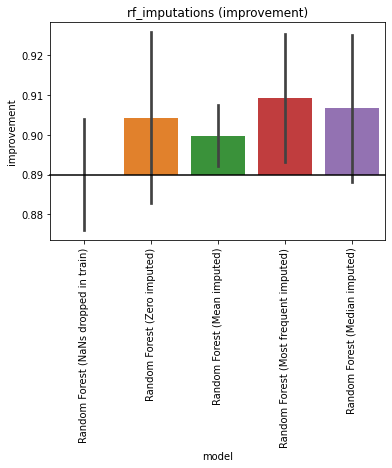 rf_imputations (improvement)
improvement
0.92
0.91
0.90
0.89
0.88
Random Forest (NaNs dropped in train)
Random Forest (Zero imputed)
Random Forest (Mean imputed)
Random Forest (Most frequent imputed)
Random Forest (Median imputed)
model